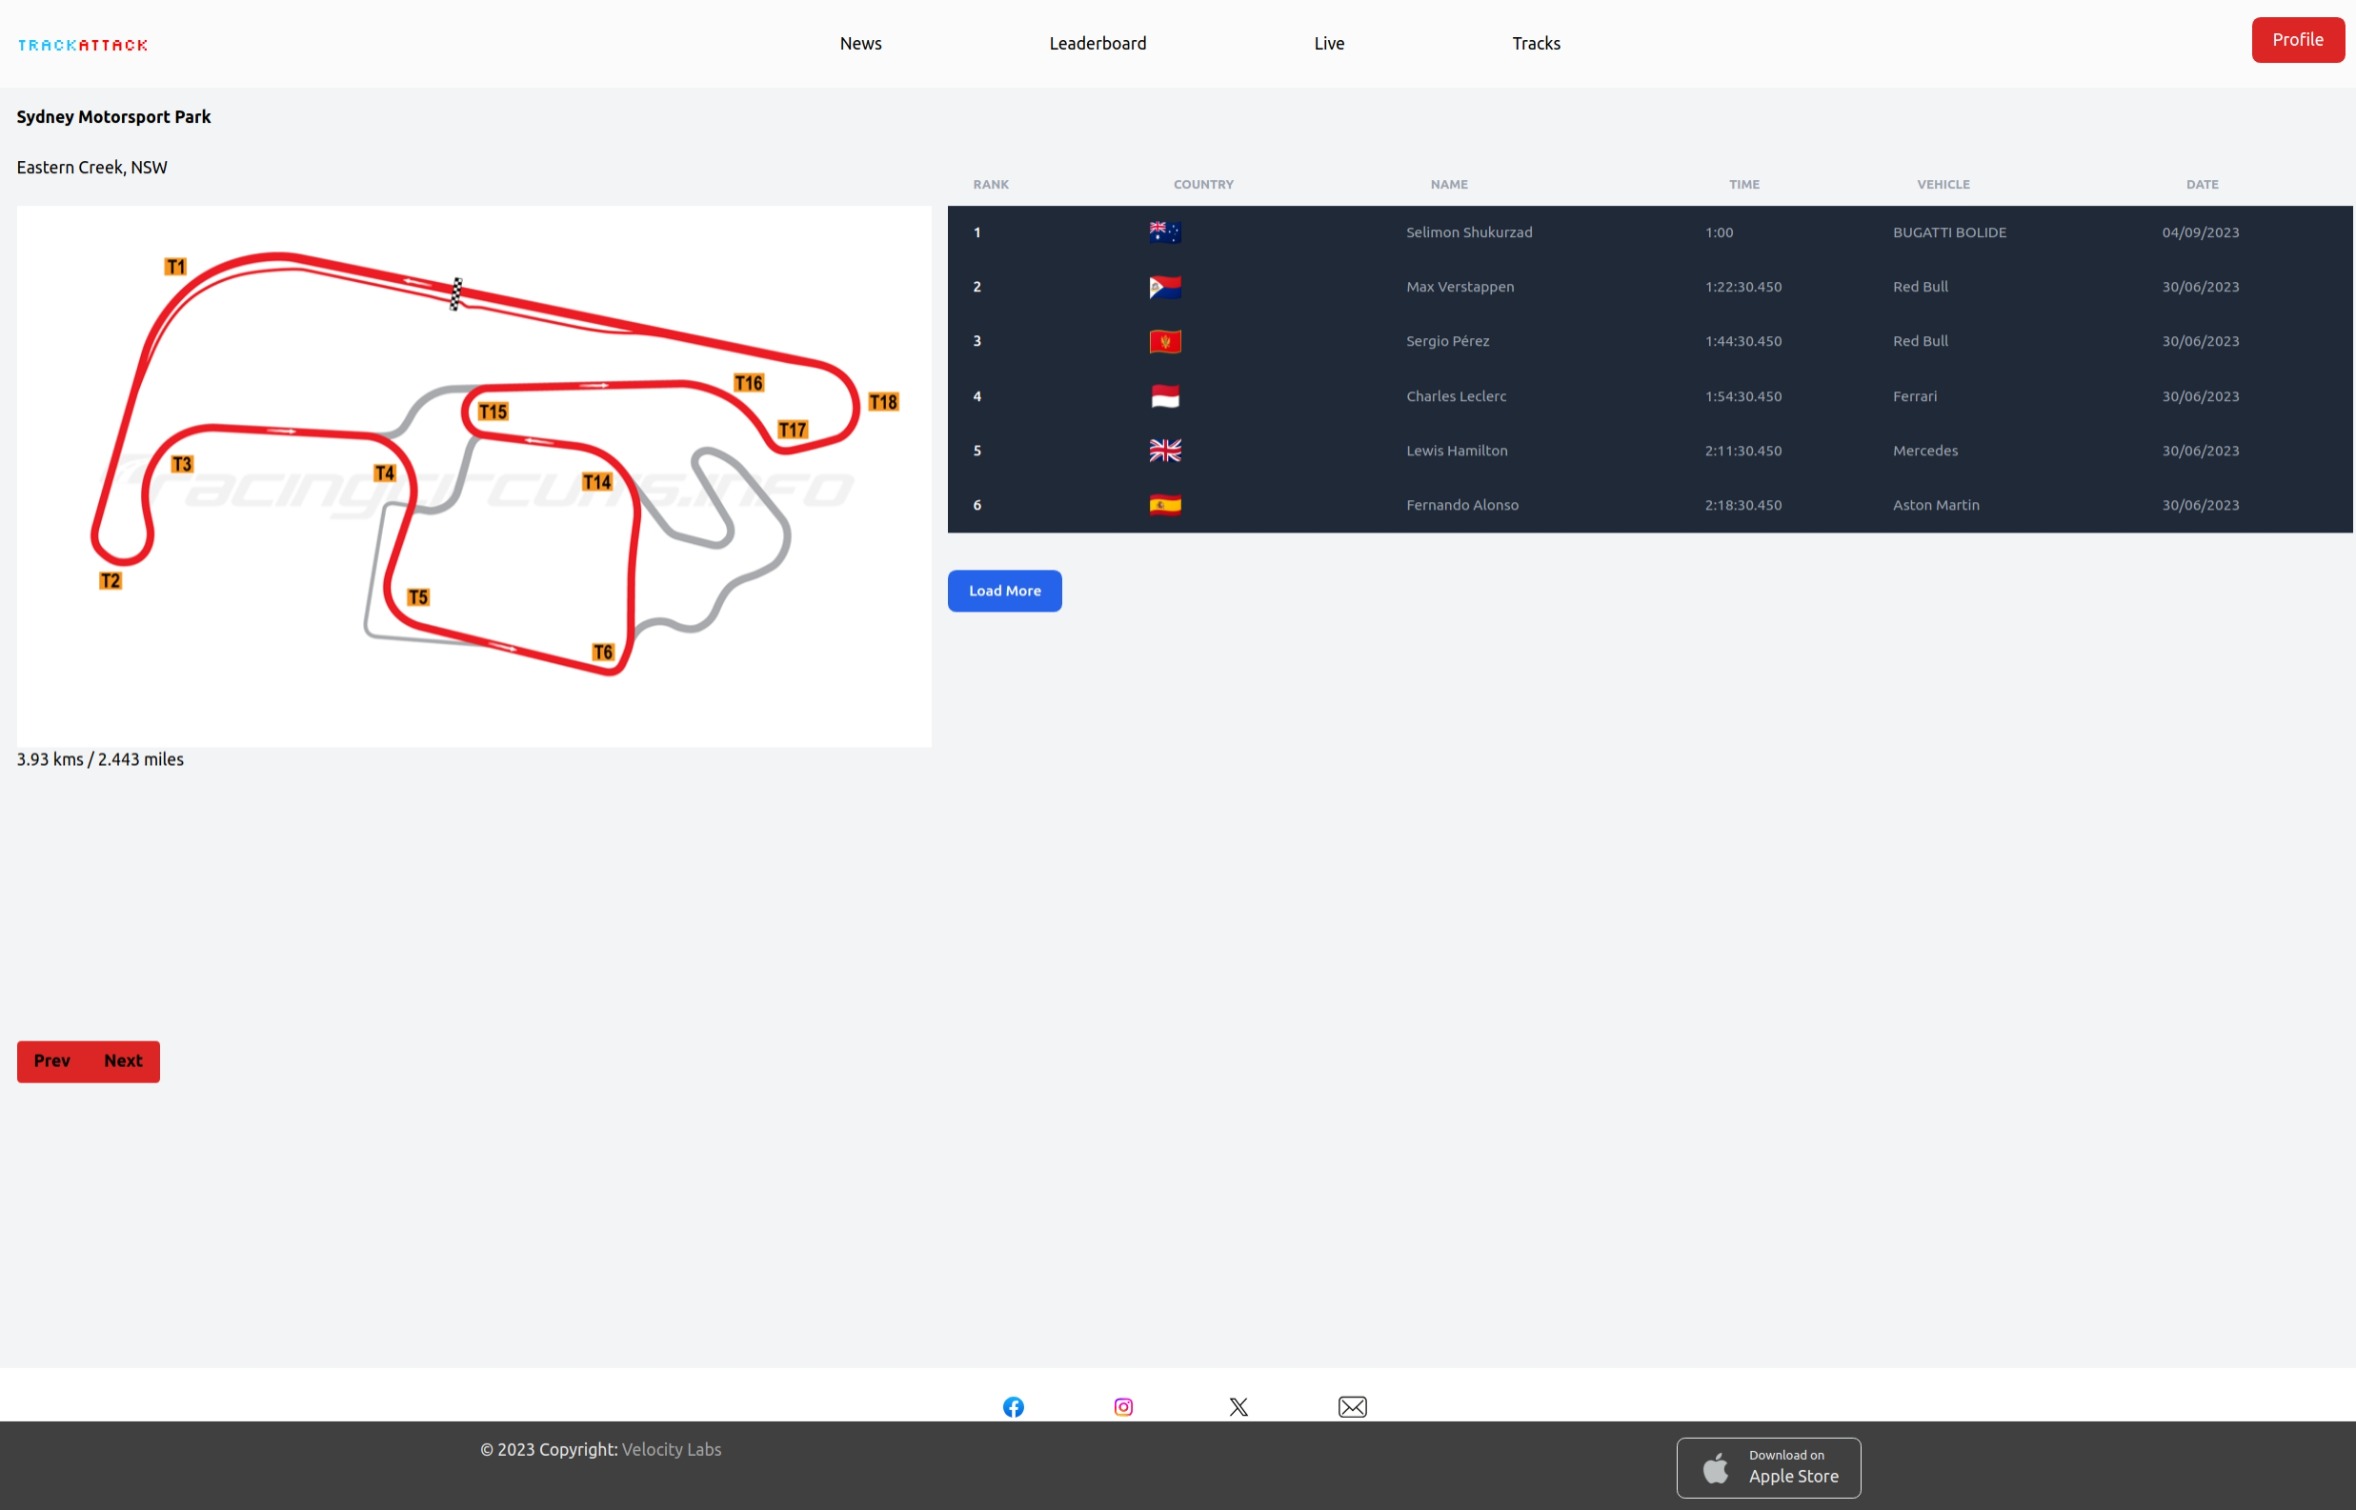 TRACKATTACK
News Leaderboard Live Tracks Profile
Sydney Motorsport Park
Eastern Creek, NSW
T1
T2
T3
T4
T5
T6
T14
T15
T16
T17
T18
racingcircuits.info
3.93 kms / 2.443 miles
RANK COUNTRY NAME TIME VEHICLE DATE
1 Selimon Shukurzad 1:00 BUGATTI BOLIDE 04/09/2023
2 Max Verstappen 1:22:30.450 Red Bull 30/06/2023
3 Sergio Pérez 1:44:30.450 Red Bull 30/06/2023
4 Charles Leclerc 1:54:30.450 Ferrari 30/06/2023
5 Lewis Hamilton 2:11:30.450 Mercedes 30/06/2023
6 Fernando Alonso 2:18:30.450 Aston Martin 30/06/2023
Load More
Prev Next
© 2023 Copyright: Velocity Labs
Download on
Apple Store